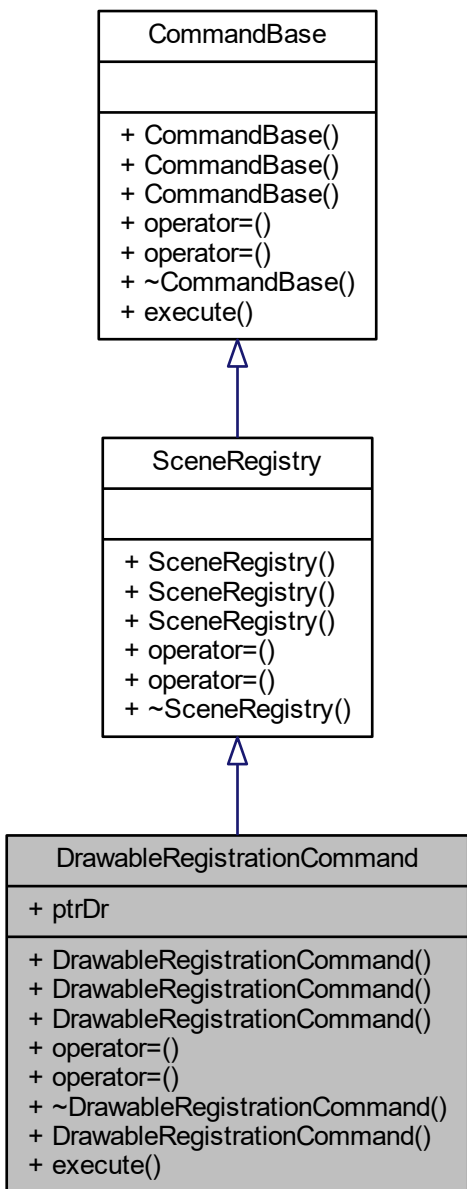 CommandBase
+ CommandBase()
+ CommandBase()
+ CommandBase()
+ operator=()
+ operator=()
+ ~CommandBase()
+ execute()
SceneRegistry
+ SceneRegistry()
+ SceneRegistry()
+ SceneRegistry()
+ operator=()
+ operator=()
+ ~SceneRegistry()
DrawableRegistrationCommand
+ ptrDr
+ DrawableRegistrationCommand()
+ DrawableRegistrationCommand()
+ DrawableRegistrationCommand()
+ operator=()
+ operator=()
+ ~DrawableRegistrationCommand()
+ DrawableRegistrationCommand()
+ execute()